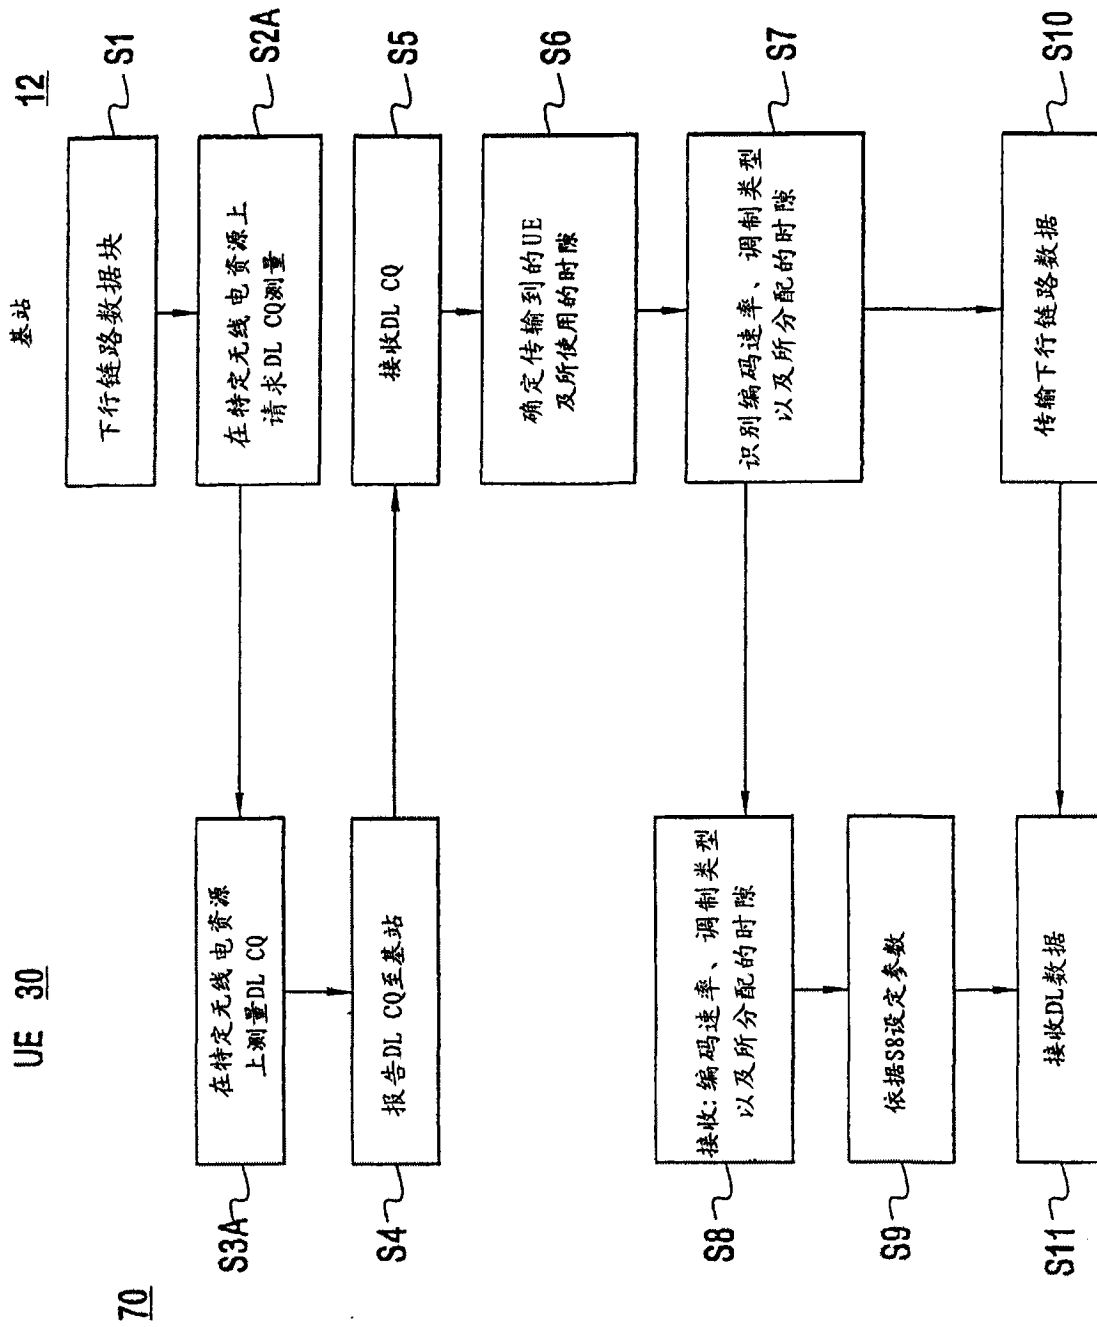 70
UE 30
基站 12
下行链路数据块
S1
在特定无线电资源上
请求DL CQ测量
S2A
在特定无线电资源
上测量DL CQ
S3A
报告DL CQ至基站
S4
接收DL CQ
S5
确定传输到的UE
及所使用的时隙
S6
识别编码速率、调制类型
以及所分配的时隙
S7
接收:编码速率、调制类型
以及所分配的时隙
S8
依据S8设定参数
S9
传输下行链路数据
S10
接收DL数据
S11